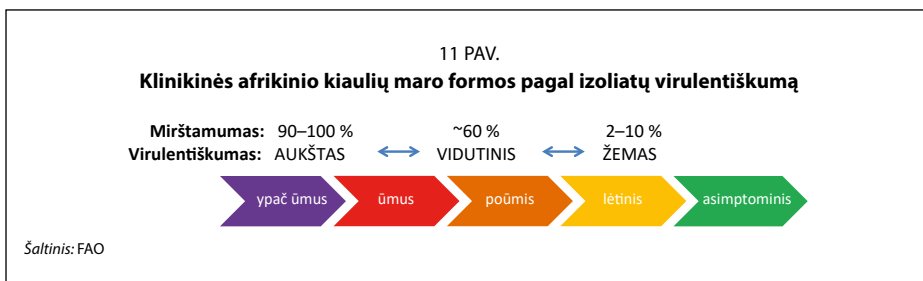 11 PAV.
Klinikinės afrikinio kiaulių maro formos pagal izoliatų virulentiškumą
Mirštamumas: 90–100 % ~60 % 2–10 %
Virulentiškumas: AUKŠTAS VIDUTINIS ŽEMAS
ypač ūmus ūmus poūmis lėtinis asimptominis
Šaltinis: FAO